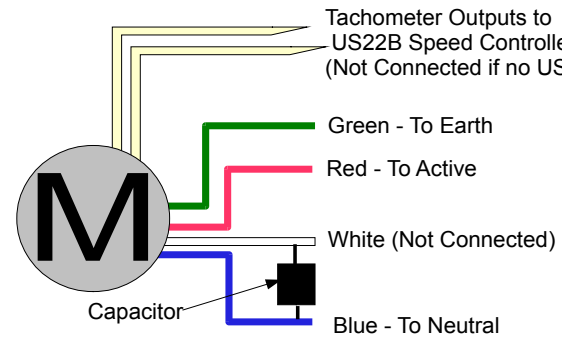 Tachometer Outputs to
US22B Speed Controlle
(Not Connected if no US
Green - To Earth
Red - To Active
M
White (Not Connected)
Capacitor
Blue - To Neutral